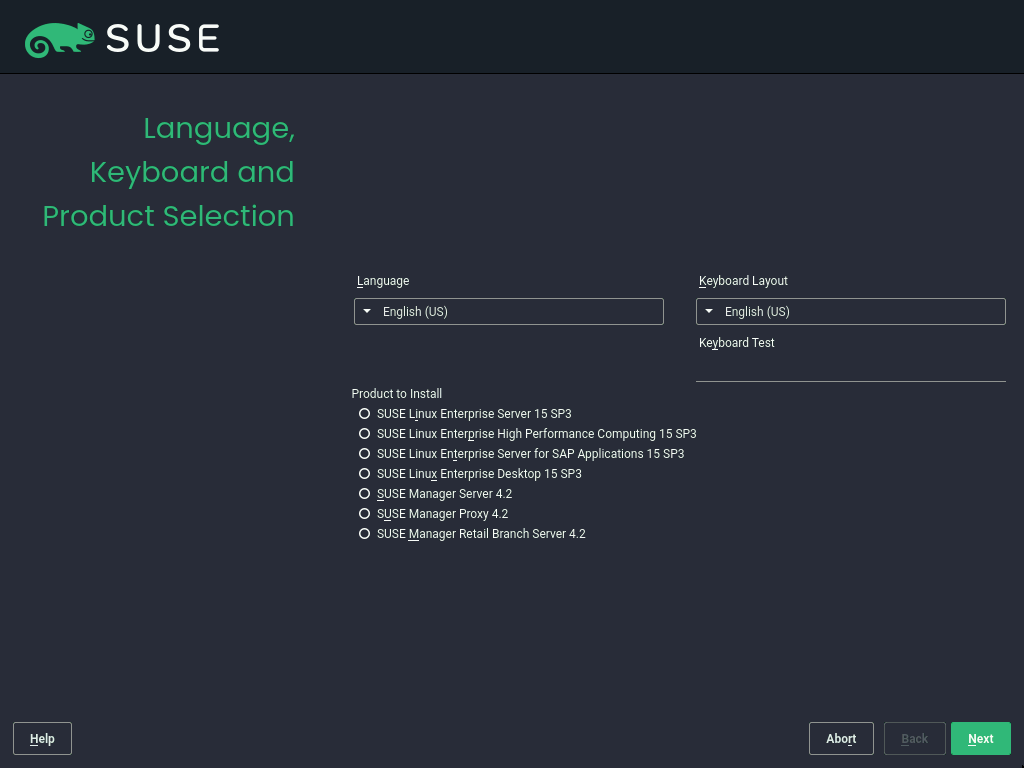 SUSE
Language,
Keyboard and
Product Selection
Language
Keyboard Layout
English (US)
English (US)
Keyboard Test
Product to Install
SUSE Linux Enterprise Server 15 SP3
SUSE Linux Enterprise High Performance Computing 15 SP3
SUSE Linux Enterprise Server for SAP Applications 15 SP3
SUSE Linux Enterprise Desktop 15 SP3
SUSE Manager Server 4.2
SUSE Manager Proxy 4.2
SUSE Manager Retail Branch Server 4.2
Help
Abort
Back
Next